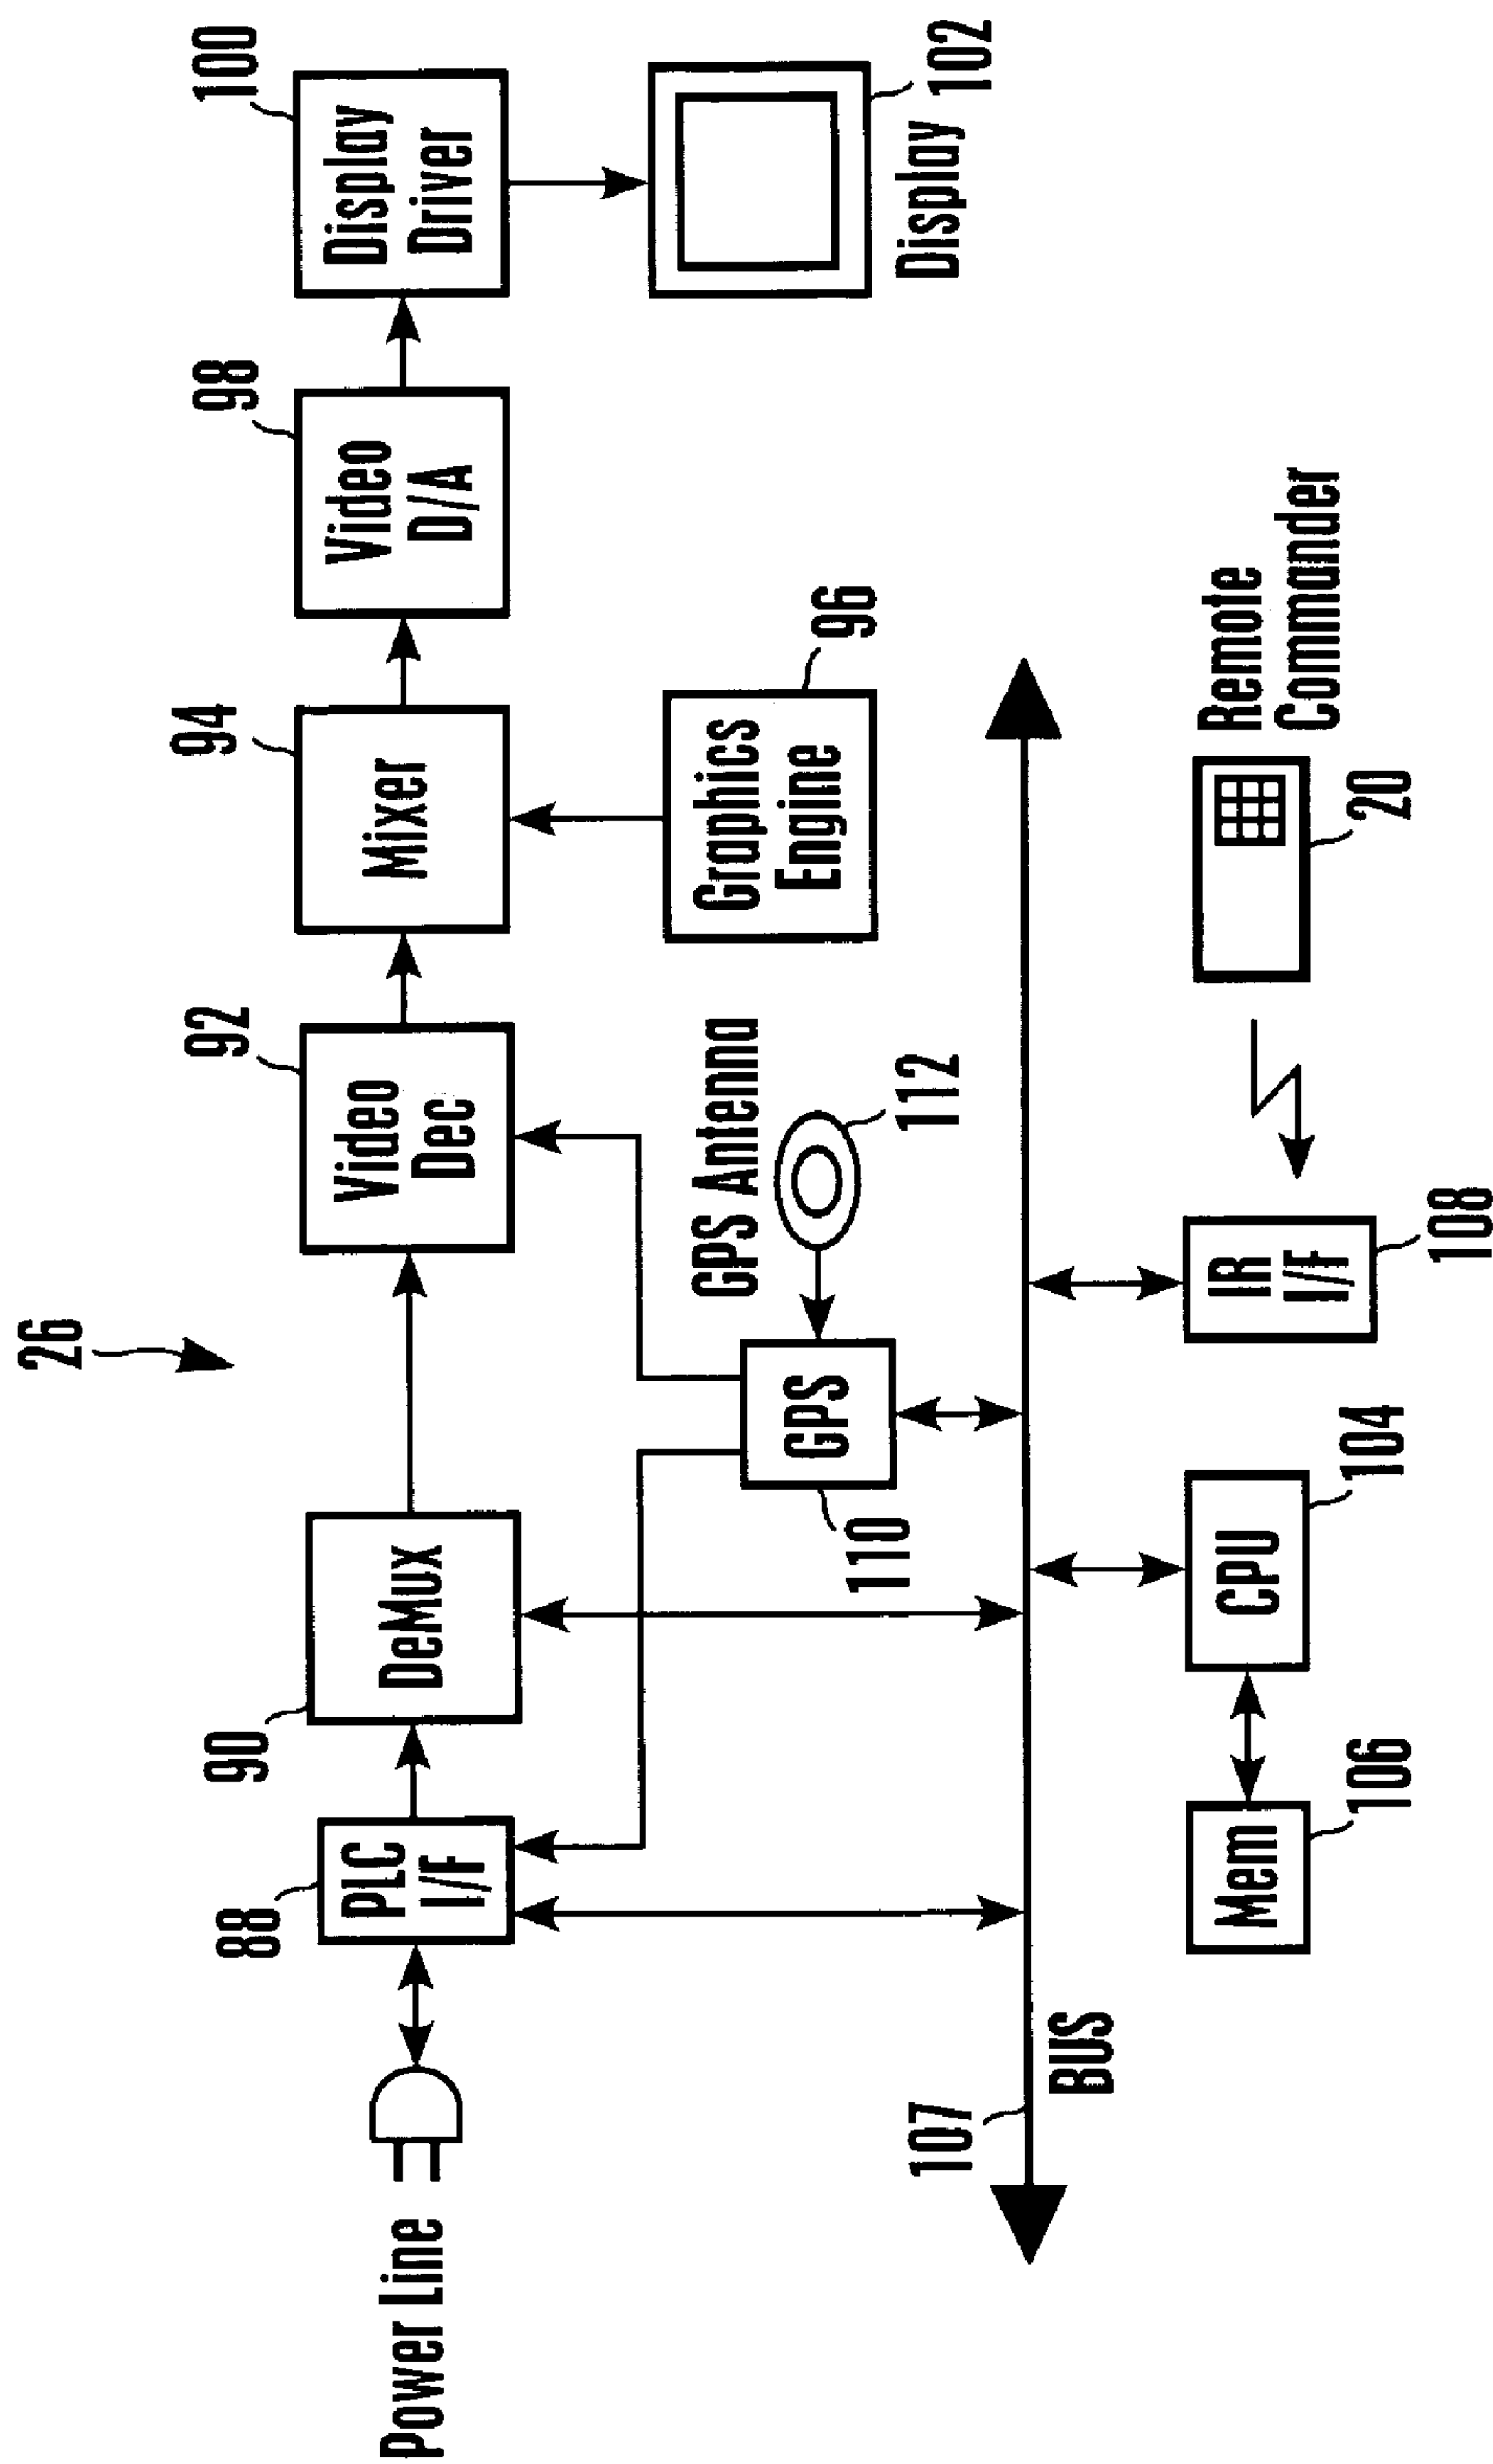 26
88
90
92
94
98
100
Power Line
PLC
I/F
DeMux
Video
Dec
Mixer
Video
D/A
Display
Driver
110
GPS
GPS Antenna
112
Graphics
Engine
96
Display
102
107
BUS
Mem
106
CPU
104
IR
I/F
108
Remote
Commander
20